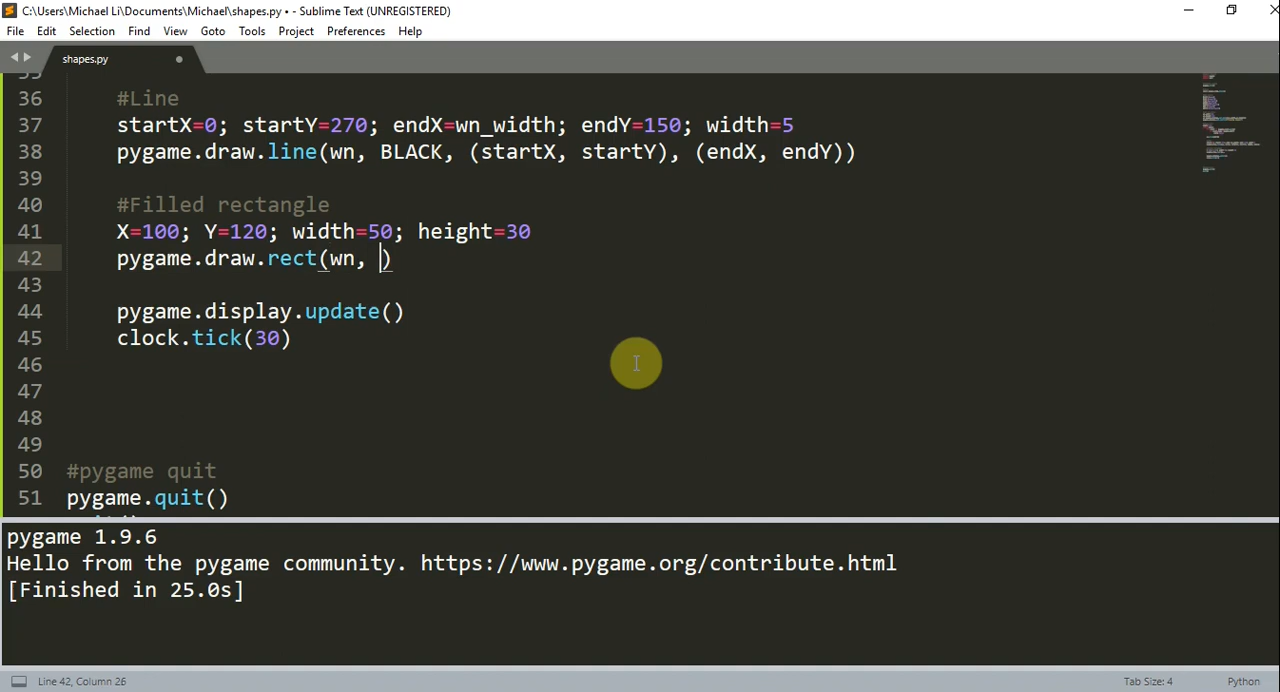 C:\Users\Michael Li\Documents\Michael\shapes.py • - Sublime Text (UNREGISTERED)
File Edit Selection Find View Goto Tools Project Preferences Help
shapes.py
35
36 #Line
37 startX=0; startY=270; endX=wn_width; endY=150; width=5
38 pygame.draw.line(wn, BLACK, (startX, startY), (endX, endY))
39
40 #Filled rectangle
41 X=100; Y=120; width=50; height=30
42 pygame.draw.rect(wn, )
43
44 pygame.display.update()
45 clock.tick(30)
46
47
48
49
50 #pygame quit
51 pygame.quit()
pygame 1.9.6
Hello from the pygame community. https://www.pygame.org/contribute.html
[Finished in 25.0s]
Line 42, Column 26 Tab Size: 4 Python